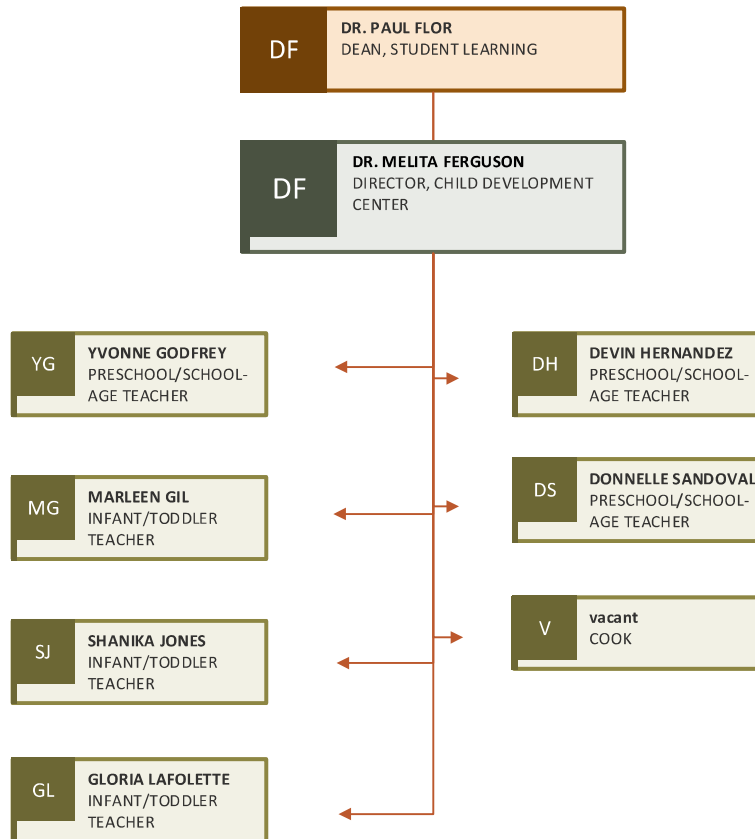 DF
DR. PAUL FLOR
DEAN, STUDENT LEARNING
DF
DR. MELITA FERGUSON
DIRECTOR, CHILD DEVELOPMENT
CENTER
YG
YVONNE GODFREY
PRESCHOOL/SCHOOL-
AGE TEACHER
DH
DEVIN HERNANDEZ
PRESCHOOL/SCHOOL-
AGE TEACHER
MG
MARLEEN GIL
INFANT/TODDLER
TEACHER
DS
DONNELLE SANDOVAL
PRESCHOOL/SCHOOL-
AGE TEACHER
SJ
SHANIKA JONES
INFANT/TODDLER
TEACHER
V
vacant
COOK
GL
GLORIA LAFOLETTE
INFANT/TODDLER
TEACHER